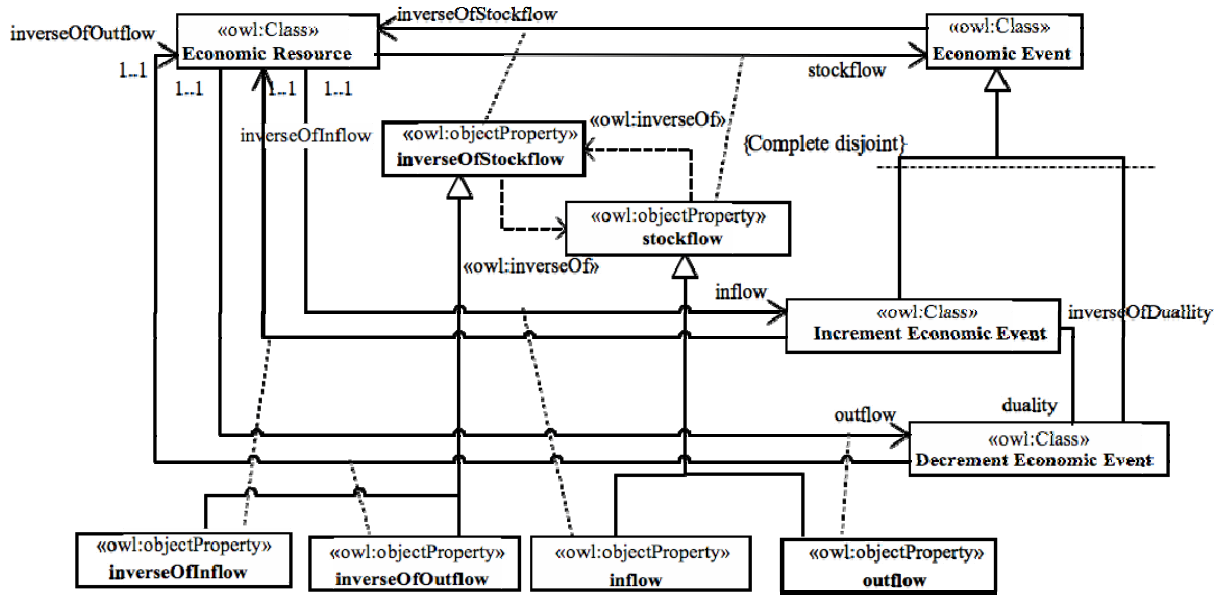 inverseOfStockflow
inverseOfOutflow
«owl:Class»
Economic Resource
«owl:Class»
Economic Event
1...1
1...1
1...1
1...1
stockflow
inverseOfInflow
«owl:inverseOf»
«owl:objectProperty»
inverseOfStockflow
{Complete disjoint}
«owl:objectProperty»
stockflow
«owl:inverseOf»
inflow
«owl:Class»
Increment Economic Event
inverseOfDuallity
duality
outflow
«owl:Class»
Decrement Economic Event
«owl:objectProperty»
inverseOfInflow
«owl:objectProperty»
inverseOfOutflow
«owl:objectProperty»
inflow
«owl:objectProperty»
outflow